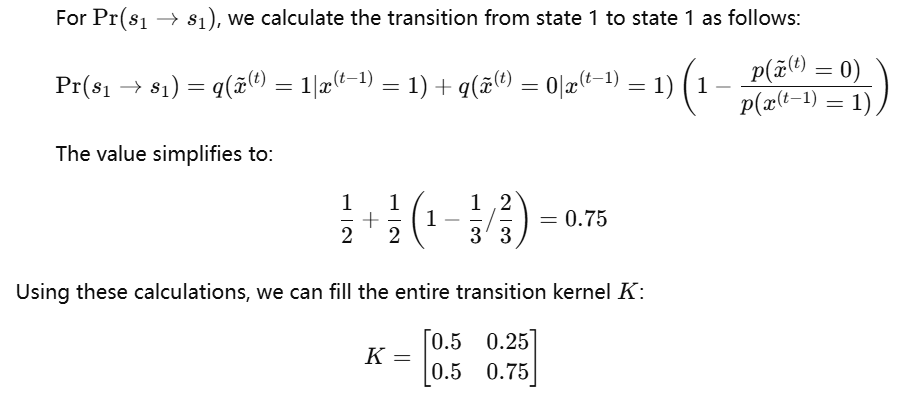 For Pr(s₁ → s₁), we calculate the transition from state 1 to state 1 as follows:
Pr(s₁ → s₁) = q(x̃⁽ᵗ⁾ = 1|x⁽ᵗ⁻¹⁾ = 1) + q(x̃⁽ᵗ⁾ = 0|x⁽ᵗ⁻¹⁾ = 1) (1 − p(x̃⁽ᵗ⁾ = 0) / p(x⁽ᵗ⁻¹⁾ = 1))
The value simplifies to:
1/2 + 1/2 (1 − 1/3 / 2/3) = 0.75
Using these calculations, we can fill the entire transition kernel K:
K = [0.5 0.25
0.5 0.75]